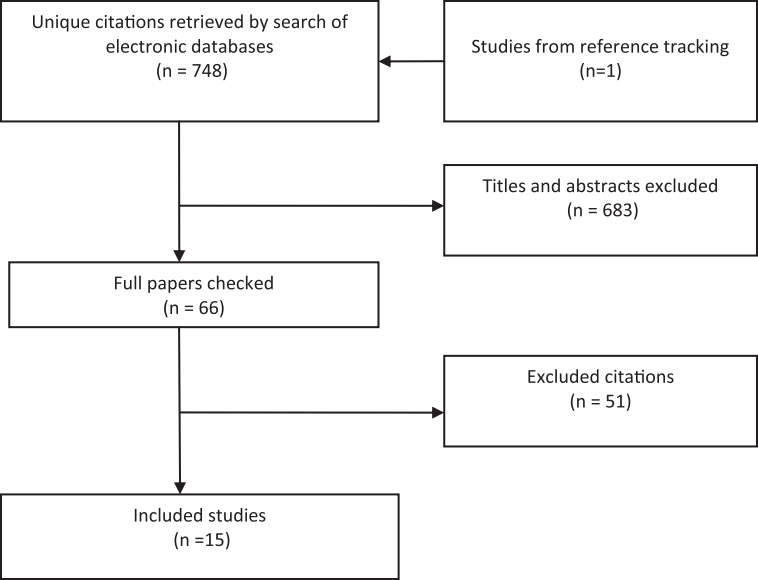 Unique citations retrieved by search of
electronic databases
(n = 748)
Studies from reference tracking
(n=1)
Titles and abstracts excluded
(n = 683)
Full papers checked
(n = 66)
Excluded citations
(n = 51)
Included studies
(n =15)